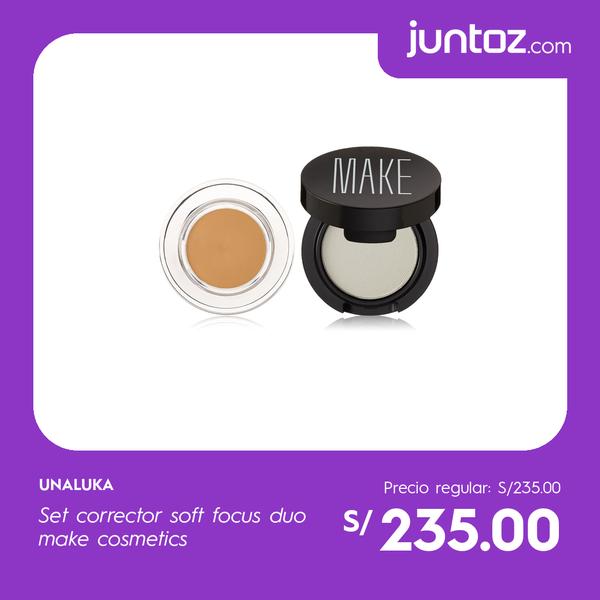 juntoz.com
MAKE
UNALUKA
Set corrector soft focus duo
make cosmetics
Precio regular: S/235.00
S/ 235.00